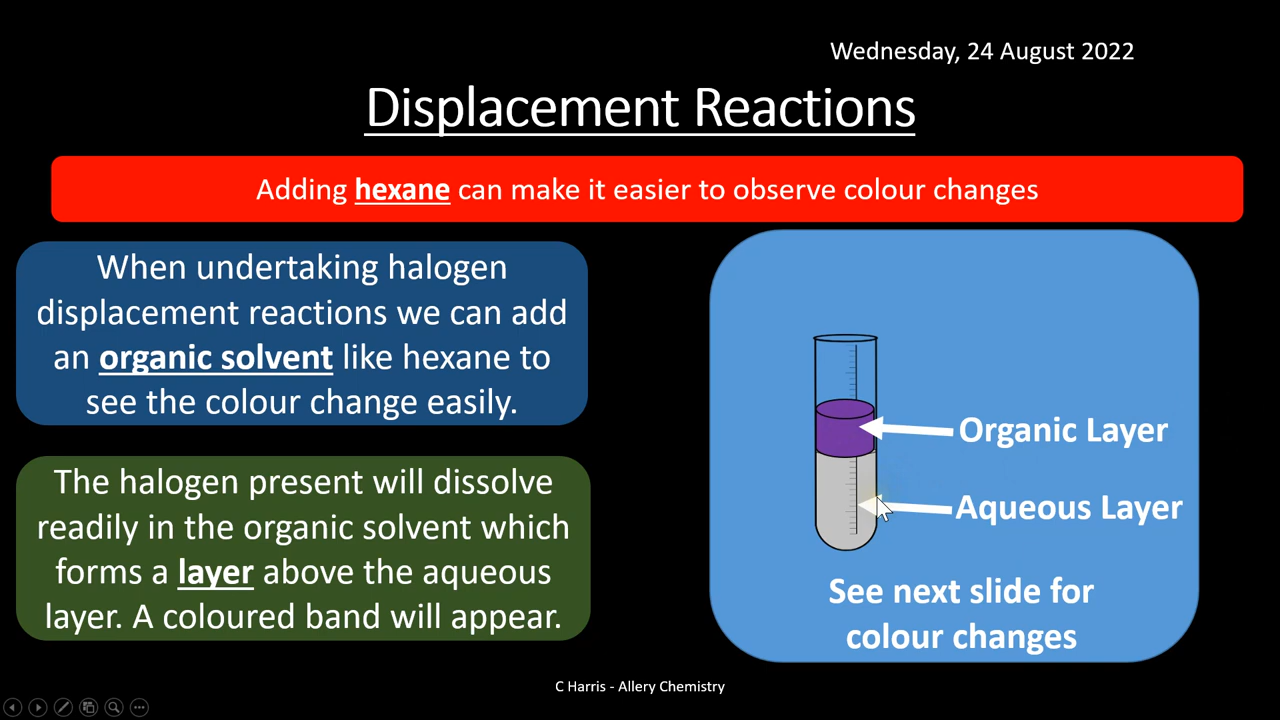 Wednesday, 24 August 2022
Displacement Reactions
Adding hexane can make it easier to observe colour changes
When undertaking halogen
displacement reactions we can add
an organic solvent like hexane to
see the colour change easily.
The halogen present will dissolve
readily in the organic solvent which
forms a layer above the aqueous
layer. A coloured band will appear.
Organic Layer
Aqueous Layer
See next slide for
colour changes
C Harris - Allery Chemistry